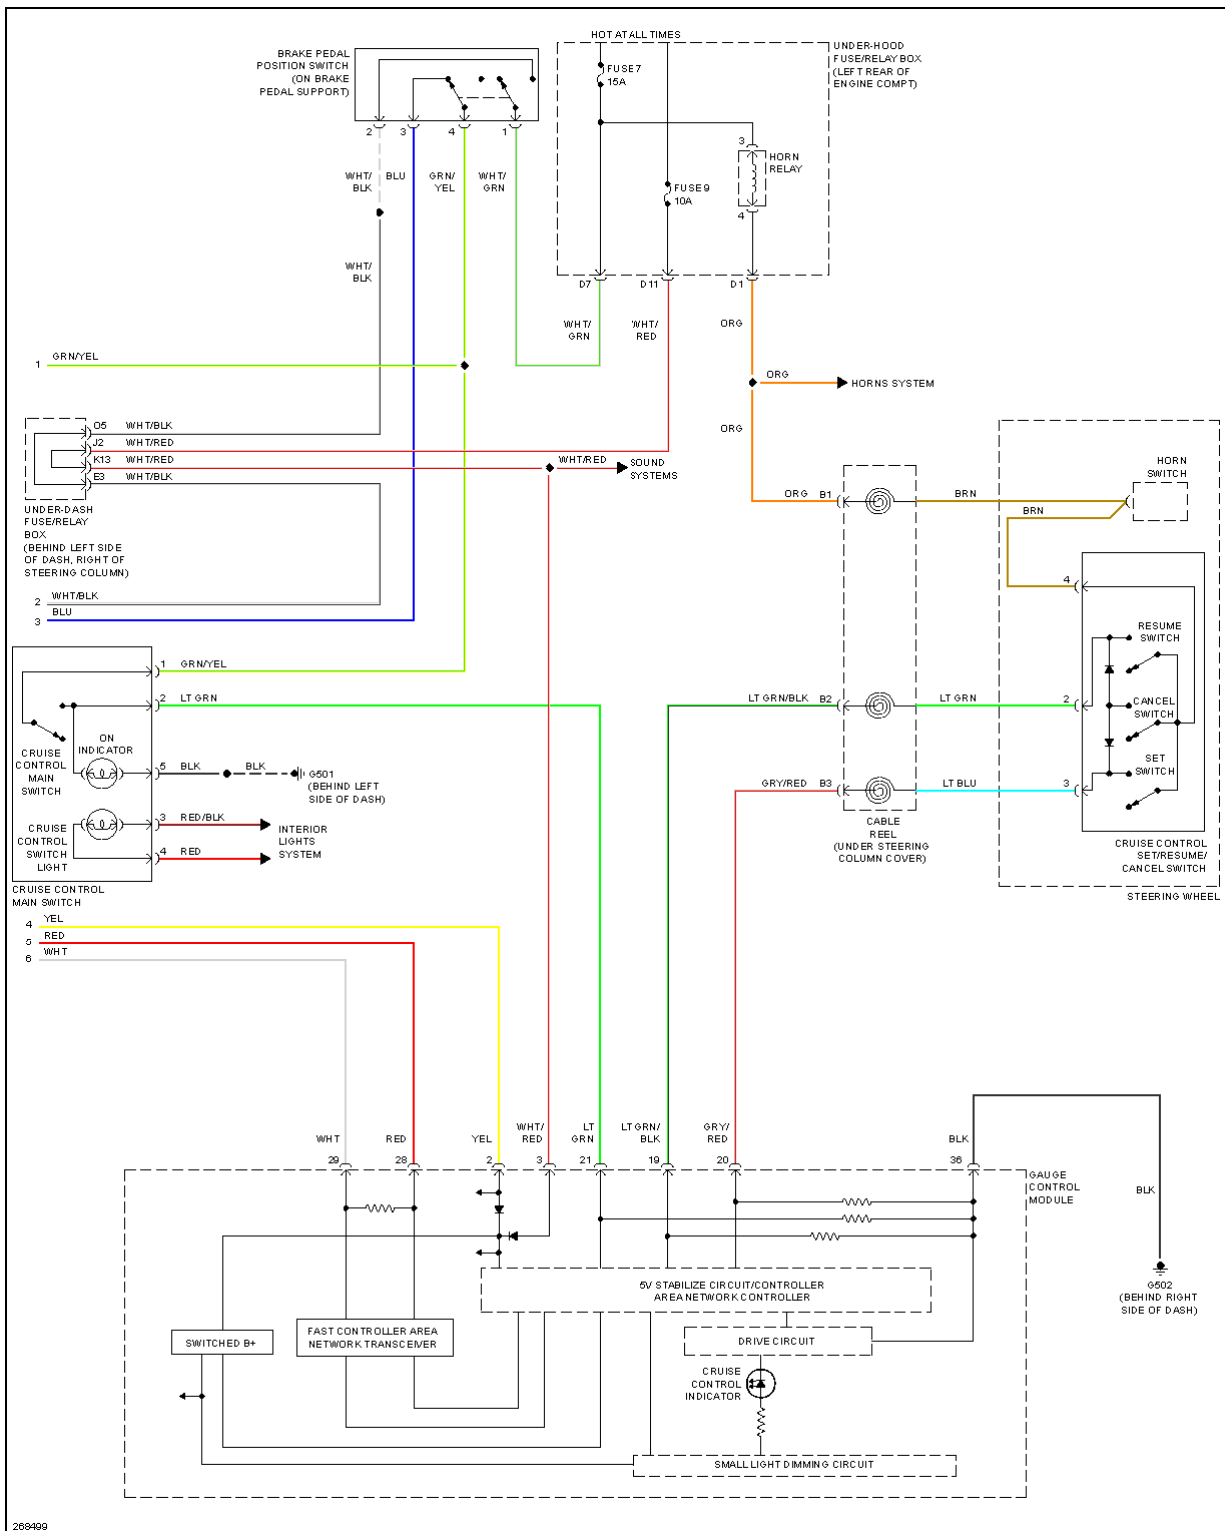 HOT AT ALL TIMES
BRAKE PEDAL
POSITION SWITCH
(ON BRAKE
PEDAL SUPPORT)
FUSE 7
15A
UNDER-HOOD
FUSE/RELAY BOX
(LEFT REAR OF
ENGINE COMPT)
2
3
4
1
3
HORN
RELAY
4
FUSE 9
10A
WHT/
BLK
BLU
GRN/
YEL
WHT/
GRN
WHT/
BLK
D7
D11
D1
WHT/
GRN
WHT/
RED
ORG
1
GRN/YEL
ORG
HORNS SYSTEM
ORG
O5
WHT/BLK
J2
WHT/RED
K13
WHT/RED
E3
WHT/BLK
WHT/RED
SOUND
SYSTEMS
UNDER-DASH
FUSE/RELAY
BOX
(BEHIND LEFT SIDE
OF DASH, RIGHT OF
STEERING COLUMN)
HORN
SWITCH
ORG
B1
BRN
BRN
2
WHT/BLK
3
BLU
4
RESUME
SWITCH
1
GRN/YEL
2
LT GRN
LT GRN/BLK
B2
LT GRN
2
CANCEL
SWITCH
ON
INDICATOR
CRUISE
CONTROL
MAIN
SWITCH
5
BLK
BLK
G501
(BEHIND LEFT
SIDE OF DASH)
SET
SWITCH
GRY/RED
B3
LT BLU
3
CRUISE
CONTROL
SWITCH
LIGHT
3
RED/BLK
4
RED
INTERIOR
LIGHTS
SYSTEM
CABLE
REEL
(UNDER STEERING
COLUMN COVER)
CRUISE CONTROL
SET/RESUME/
CANCEL SWITCH
STEERING WHEEL
CRUISE CONTROL
MAIN SWITCH
4
YEL
5
RED
6
WHT
WHT
RED
YEL
WHT/
RED
LT
GRN
LT GRN/
BLK
GRY/
RED
BLK
29
28
2
3
21
19
20
36
GAUGE
CONTROL
MODULE
BLK
G502
(BEHIND RIGHT
SIDE OF DASH)
5V STABILIZE CIRCUIT/CONTROLLER
AREA NETWORK CONTROLLER
SWITCHED B+
FAST CONTROLLER AREA
NETWORK TRANSCEIVER
DRIVE CIRCUIT
CRUISE
CONTROL
INDICATOR
SMALL LIGHT DIMMING CIRCUIT
268499